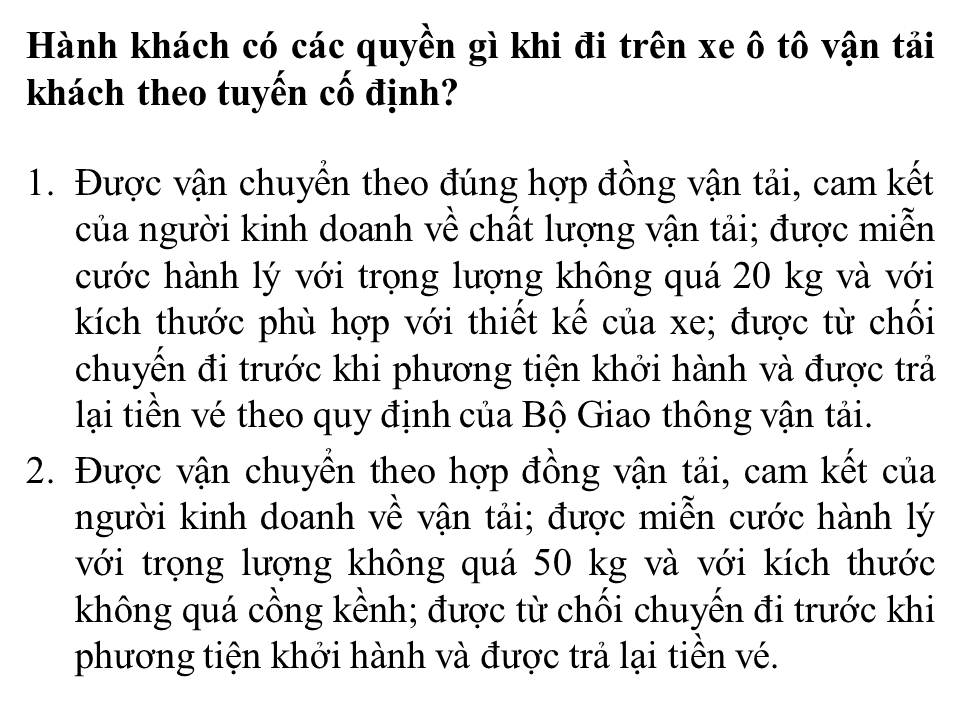 Hành khách có các quyền gì khi đi trên xe ô tô vận tải
khách theo tuyến cố định?
1. Được vận chuyển theo đúng hợp đồng vận tải, cam kết
của người kinh doanh về chất lượng vận tải; được miễn
cước hành lý với trọng lượng không quá 20 kg và với
kích thước phù hợp với thiết kế của xe; được từ chối
chuyến đi trước khi phương tiện khởi hành và được trả
lại tiền vé theo quy định của Bộ Giao thông vận tải.
2. Được vận chuyển theo hợp đồng vận tải, cam kết của
người kinh doanh về vận tải; được miễn cước hành lý
với trọng lượng không quá 50 kg và với kích thước
không quá cồng kềnh; được từ chối chuyến đi trước khi
phương tiện khởi hành và được trả lại tiền vé.